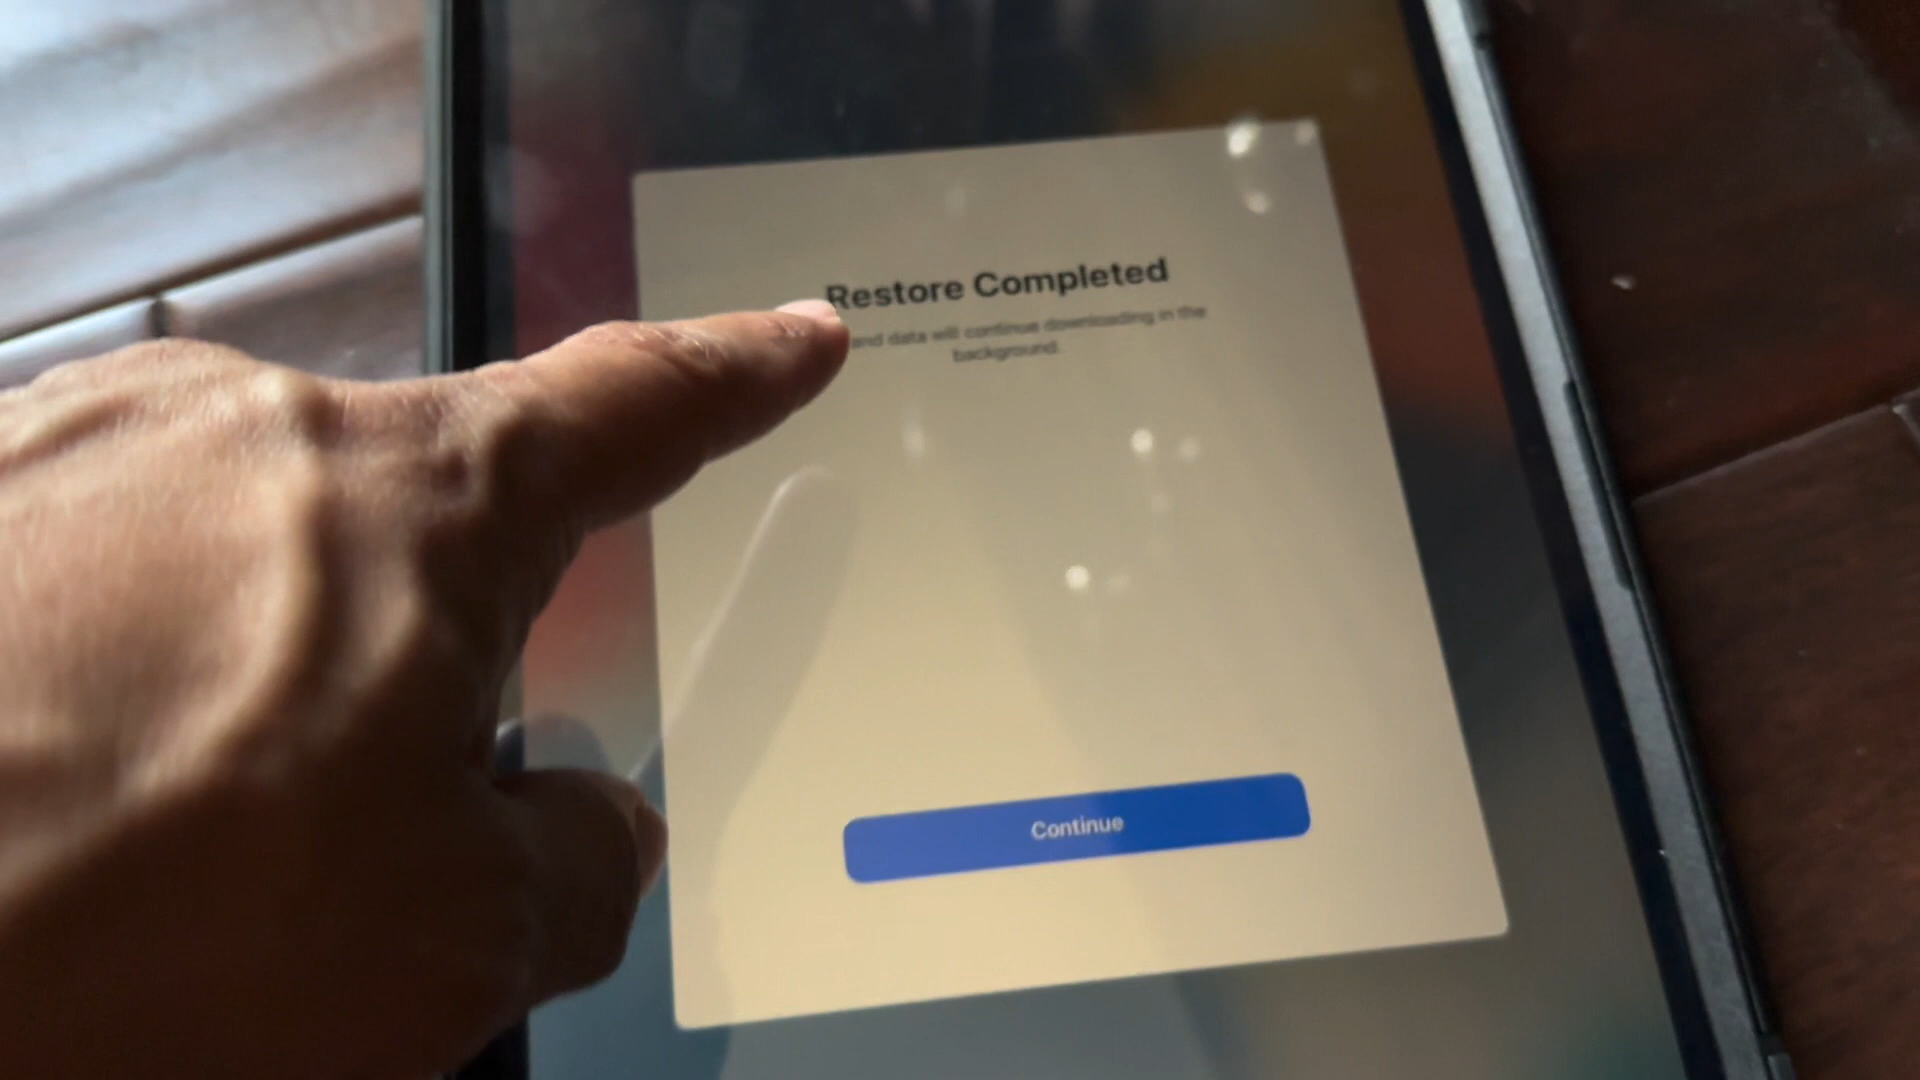 Restore Completed
and data will continue downloading in the
background.
Continue